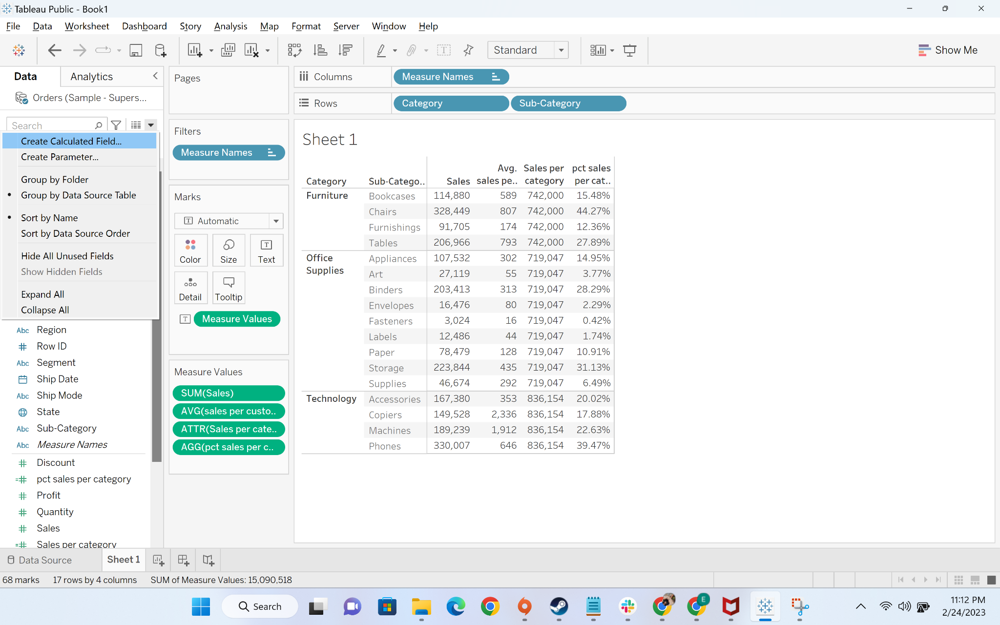 Tableau Public - Book1
File Data Worksheet Dashboard Story Analysis Map Format Server Window Help
Standard
Show Me
Data Analytics
Orders (Sample - Supers...
Search
Create Calculated Field...
Create Parameter...
Group by Folder
• Group by Data Source Table
• Sort by Name
Sort by Data Source Order
Hide All Unused Fields
Show Hidden Fields
Expand All
Collapse All
Abc Region
# Row ID
Abc Segment
Ship Date
Abc Ship Mode
State
Abc Sub-Category
Abc Measure Names
# Discount
=# pct sales per category
# Profit
# Quantity
# Sales
=# Sales per category
Pages
Filters
Measure Names
Marks
T Automatic
Color Size T Text
Detail Tooltip
T Measure Values
Measure Values
SUM(Sales)
AVG(sales per custo..
ATTR(Sales per cate..
AGG(pct sales per c..
Columns Measure Names
Rows Category Sub-Category
Sheet 1
Avg. Sales per pct sales
Category Sub-Catego.. Sales sales pe.. category per cat..
Furniture Bookcases 114,880 589 742,000 15.48%
Chairs 328,449 807 742,000 44.27%
Furnishings 91,705 174 742,000 12.36%
Tables 206,966 793 742,000 27.89%
Office Appliances 107,532 302 719,047 14.95%
Supplies Art 27,119 55 719,047 3.77%
Binders 203,413 313 719,047 28.29%
Envelopes 16,476 80 719,047 2.29%
Fasteners 3,024 16 719,047 0.42%
Labels 12,486 44 719,047 1.74%
Paper 78,479 128 719,047 10.91%
Storage 223,844 435 719,047 31.13%
Supplies 46,674 292 719,047 6.49%
Technology Accessories 167,380 353 836,154 20.02%
Copiers 149,528 2,336 836,154 17.88%
Machines 189,239 1,912 836,154 22.63%
Phones 330,007 646 836,154 39.47%
Data Source Sheet 1
68 marks 17 rows by 4 columns SUM of Measure Values: 15,090,518
Search
E
11:12 PM
2/24/2023